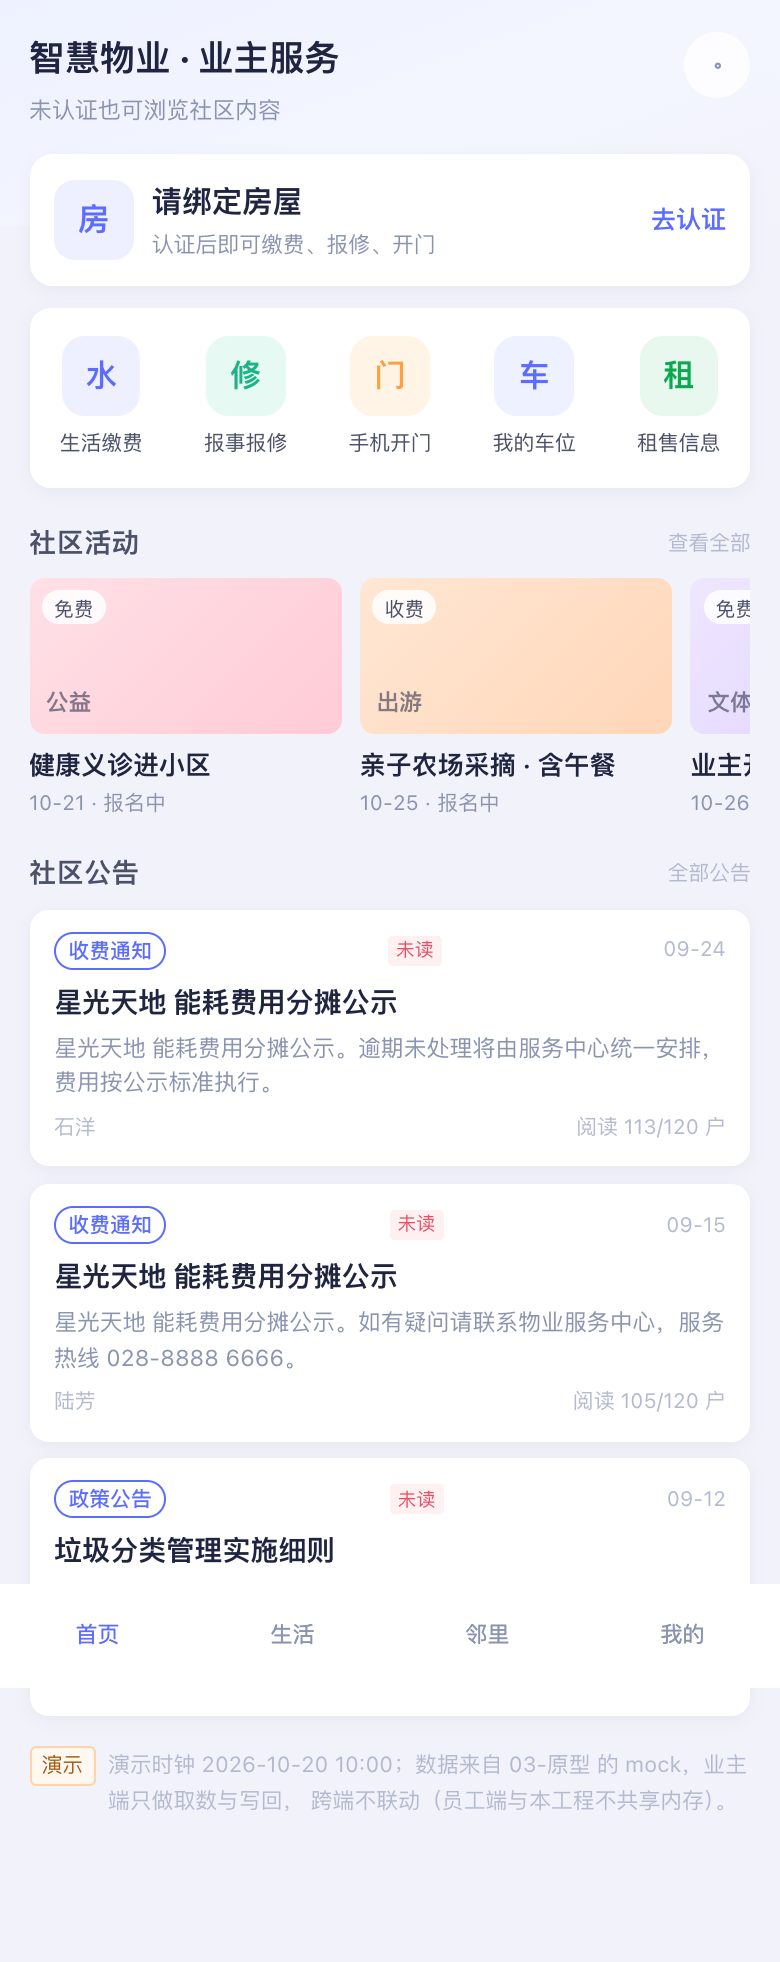 智慧物业 · 业主服务
未认证也可浏览社区内容
房
请绑定房屋
认证后即可缴费、报修、开门
去认证
水
修
门
车
租
生活缴费
报事报修
手机开门
我的车位
租售信息
社区活动
查看全部
免费
收费
免费
公益
出游
文体
健康义诊进小区
亲子农场采摘 · 含午餐
业主
10-21 · 报名中
10-25 · 报名中
10-26
社区公告
全部公告
收费通知
未读
09-24
星光天地 能耗费用分摊公示
星光天地 能耗费用分摊公示。逾期未处理将由服务中心统一安排，
费用按公示标准执行。
石洋
阅读 113/120 户
收费通知
未读
09-15
星光天地 能耗费用分摊公示
星光天地 能耗费用分摊公示。如有疑问请联系物业服务中心，服务
热线 028-8888 6666。
陆芳
阅读 105/120 户
政策公告
未读
09-12
垃圾分类管理实施细则
首页
生活
邻里
我的
演示
演示时钟 2026-10-20 10:00；数据来自 03-原型 的 mock，业主
端只做取数与写回， 跨端不联动（员工端与本工程不共享内存）。